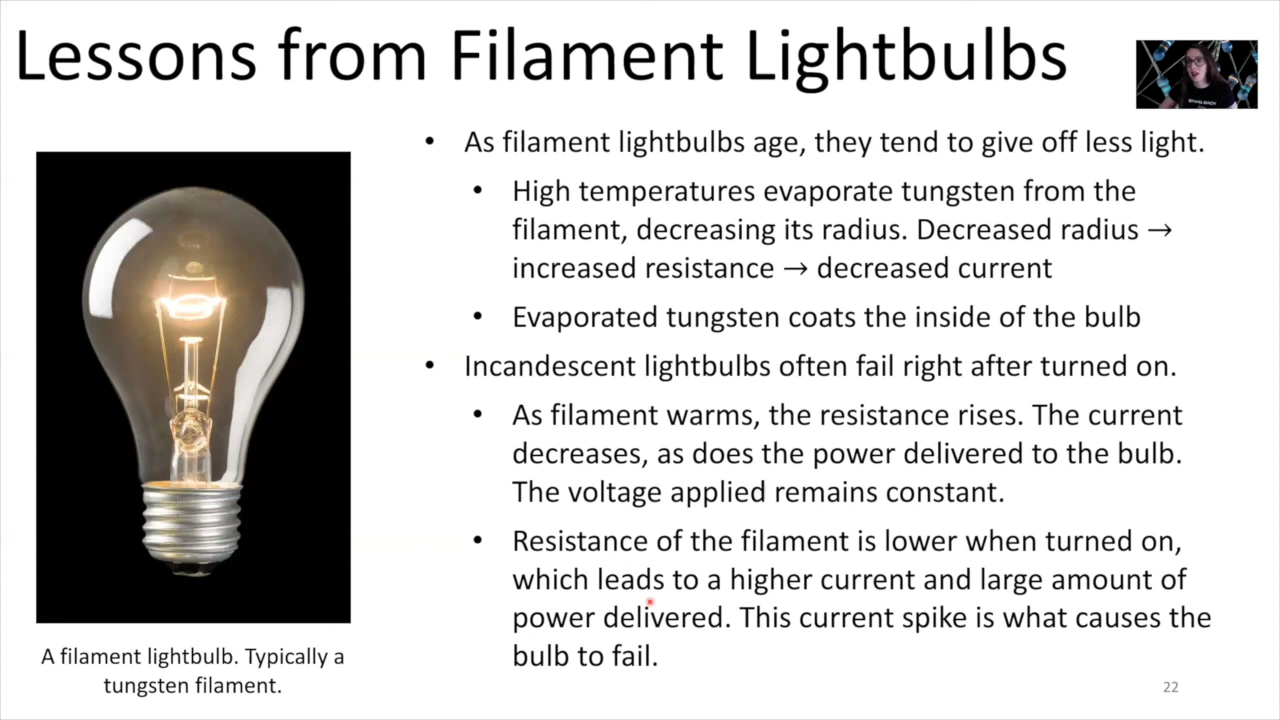 Lessons from Filament Lightbulbs
• As filament lightbulbs age, they tend to give off less light.
• High temperatures evaporate tungsten from the
filament, decreasing its radius. Decreased radius →
increased resistance → decreased current
• Evaporated tungsten coats the inside of the bulb
• Incandescent lightbulbs often fail right after turned on.
• As filament warms, the resistance rises. The current
decreases, as does the power delivered to the bulb.
The voltage applied remains constant.
• Resistance of the filament is lower when turned on,
which leads to a higher current and large amount of
power delivered. This current spike is what causes the
bulb to fail.
A filament lightbulb. Typically a
tungsten filament.
22